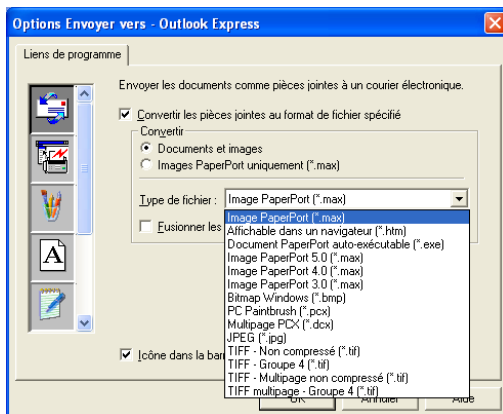 Options Envoyer vers - Outlook Express
Liens de programme
Envoyer les documents comme pièces jointes à un courier électronique.
Convertir les pièces jointes au format de fichier spécifié
Convertir
Documents et images
Images PaperPort uniquement (*.max)
Type de fichier : Image PaperPort (*.max)
Fusionner les
Image PaperPort (*.max)
Affichable dans un navigateur (*.htm)
Document PaperPort auto-exécutable (*.exe)
Image PaperPort 5.0 (*.max)
Image PaperPort 4.0 (*.max)
Image PaperPort 3.0 (*.max)
Bitmap Windows (*.bmp)
PC Paintbrush (*.pcx)
Multipage PCX (*.dcx)
JPEG (*.jpg)
TIFF - Non compressé (*.tif)
TIFF - Groupe 4 (*.tif)
TIFF - Multipage non compressé (*.tif)
TIFF multipage - Groupe 4 (*.tif)
Icône dans la bar
OK Annuler Aide